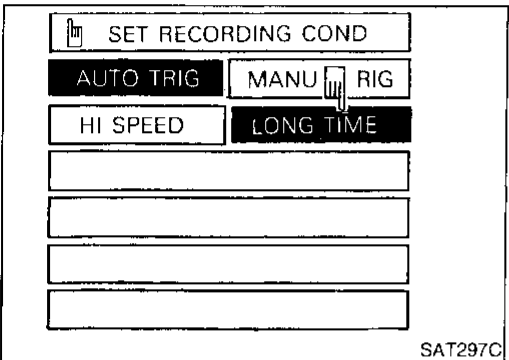 SET RECORDING COND
AUTO TRIG MANU RIG
HI SPEED LONG TIME
SAT297C